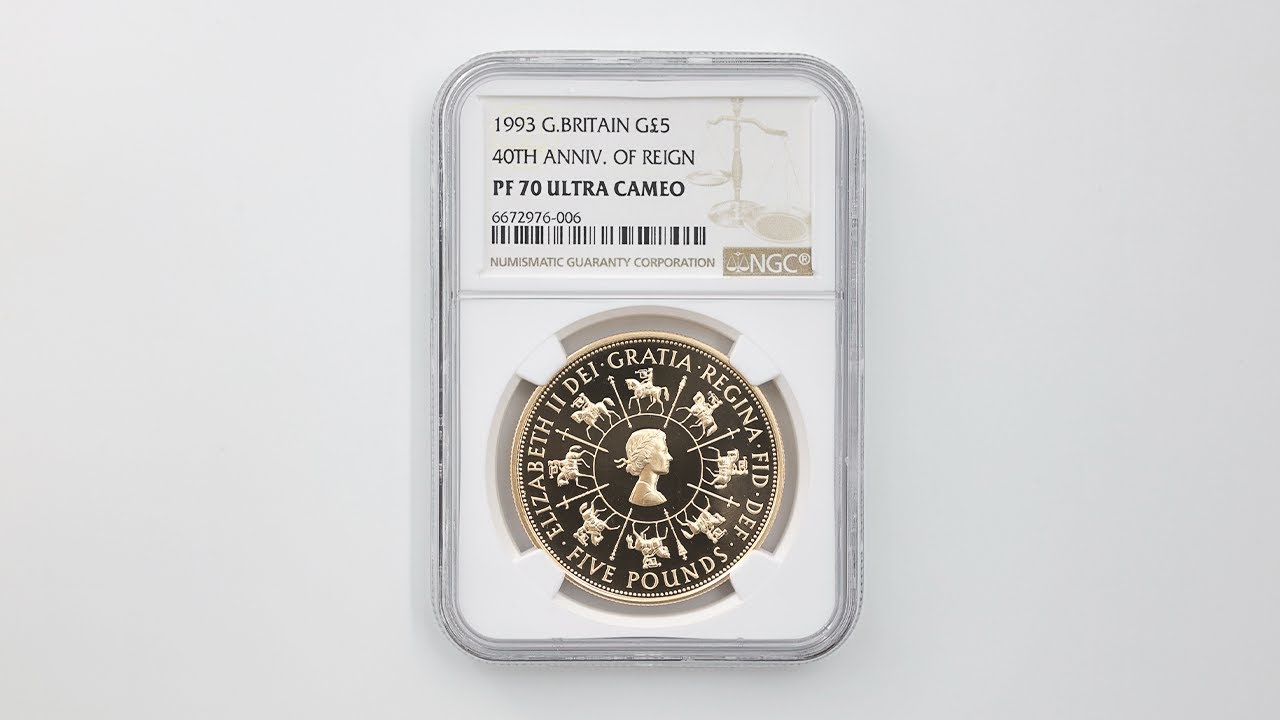 1993 G.BRITAIN G£5
40TH ANNIV. OF REIGN
PF 70 ULTRA CAMEO
6672976-006
NUMISMATIC GUARANTY CORPORATION
NGC®
ELIZABETH II DEI · GRATIA · REGINA · FID · DEF ·
FIVE POUNDS